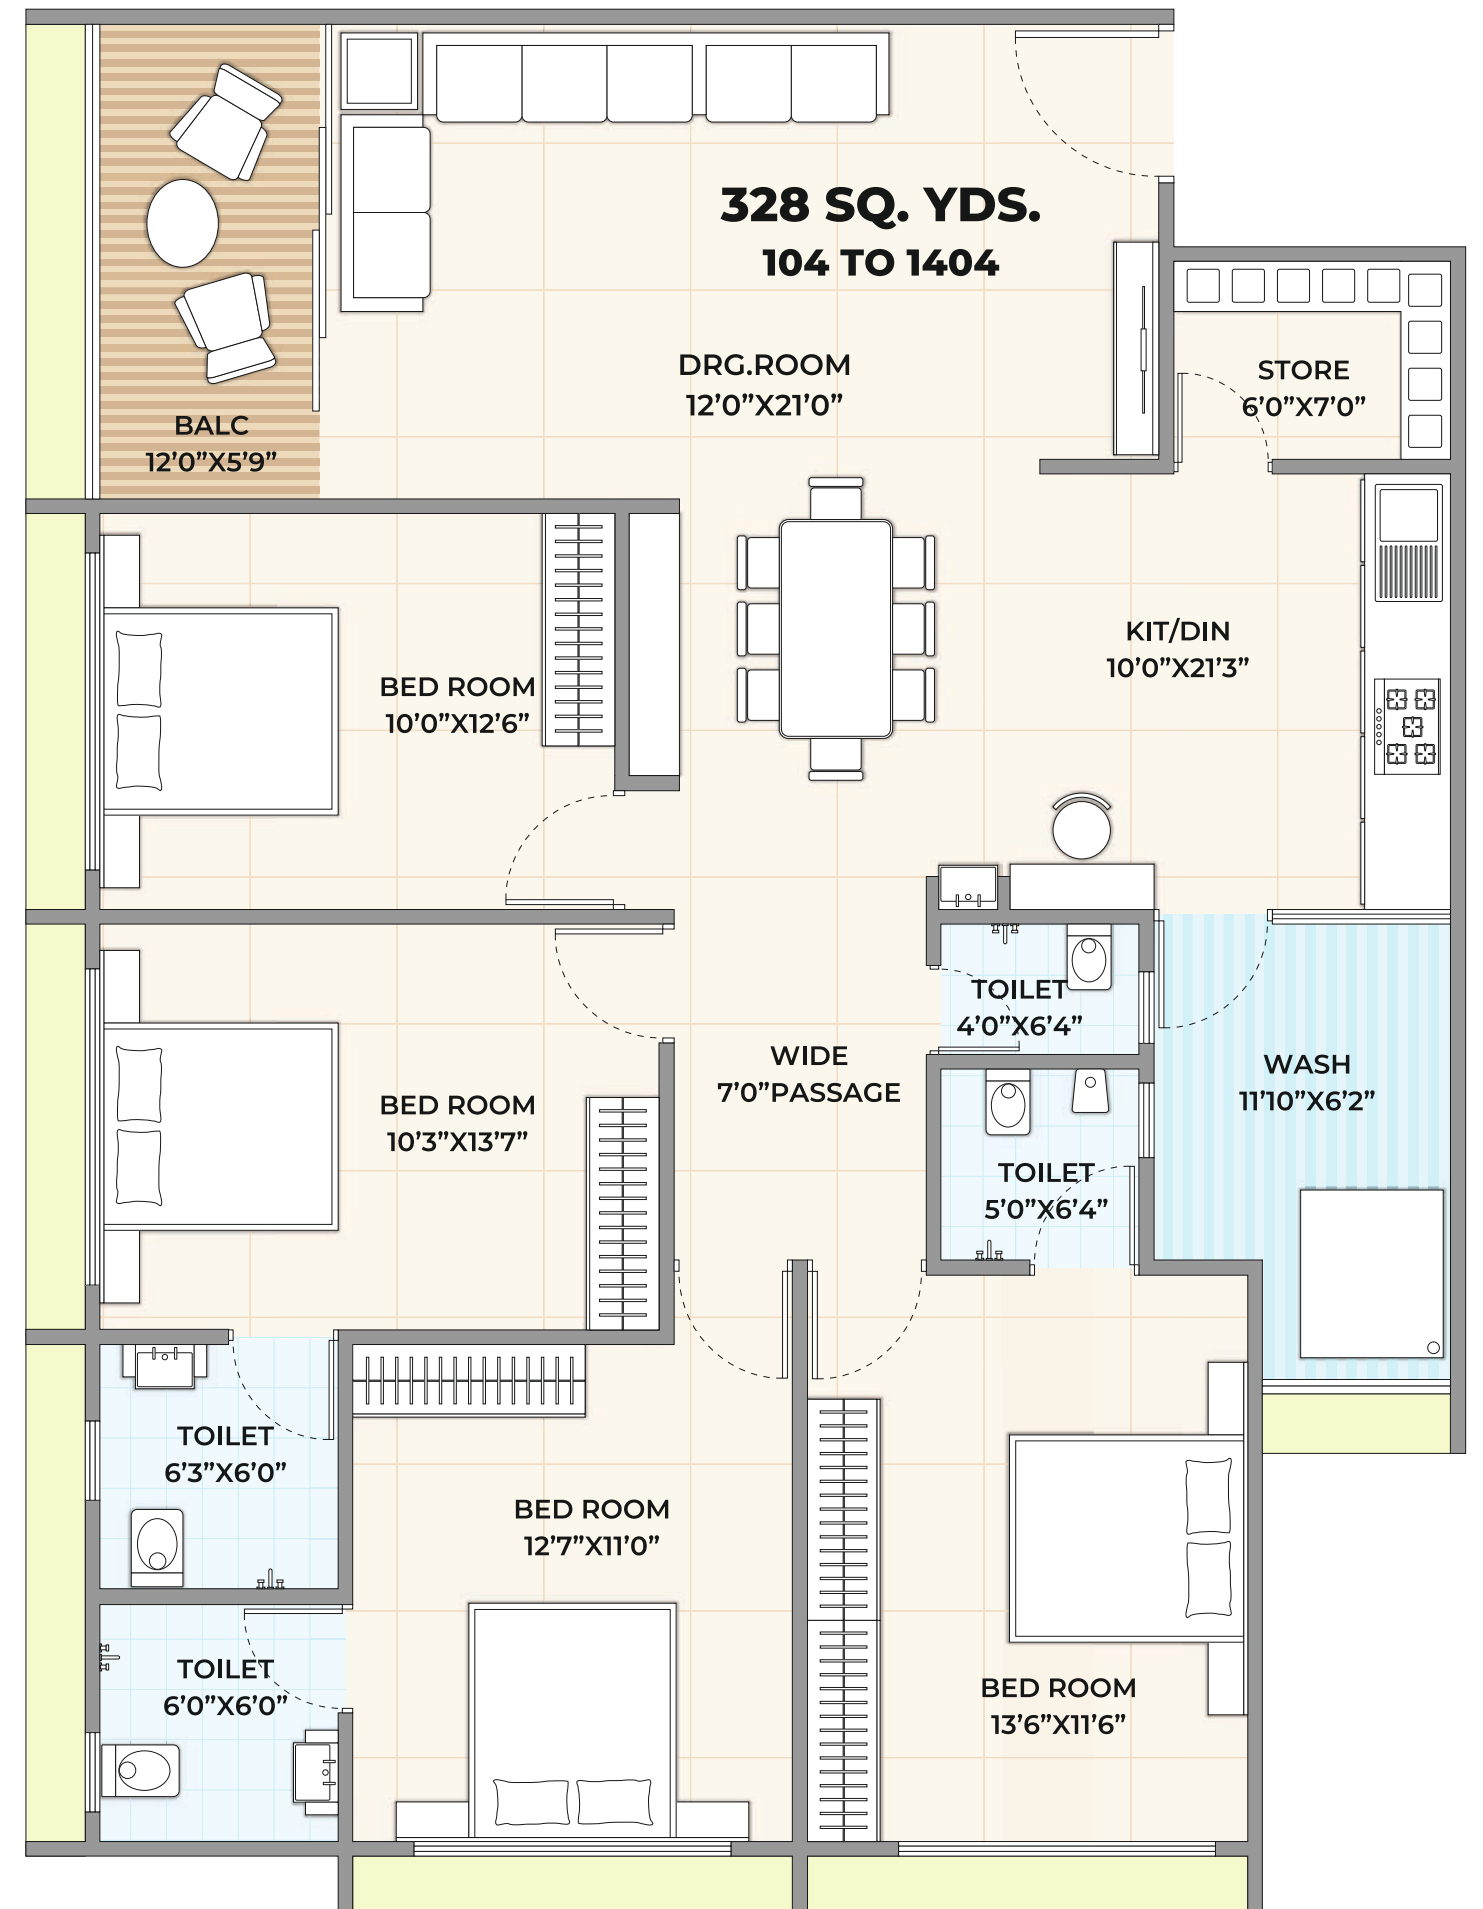 328 SQ. YDS.
104 TO 1404
DRG.ROOM
12’0”X21’0”
STORE
6’0”X7’0”
BALC
12’0”X5’9”
KIT/DIN
10’0”X21’3”
BED ROOM
10’0”X12’6”
TOILET
4’0”X6’4”
WIDE
7’0”PASSAGE
WASH
11’10”X6’2”
BED ROOM
10’3”X13’7”
TOILET
5’0”X6’4”
TOILET
6’3”X6’0”
BED ROOM
12’7”X11’0”
TOILET
6’0”X6’0”
BED ROOM
13’6”X11’6”